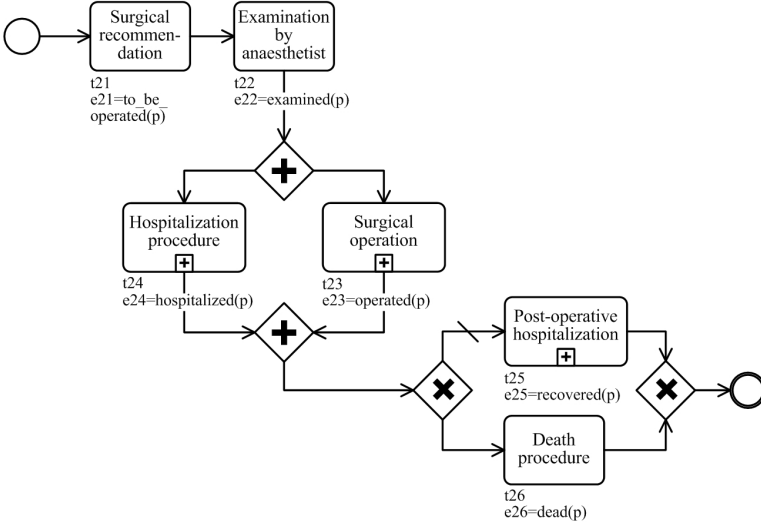 Surgical
recommen-
dation
Examination
by
anaesthetist
t21
e21=to_be_
operated(p)
t22
e22=examined(p)
Hospitalization
procedure
Surgical
operation
t24
e24=hospitalized(p)
t23
e23=operated(p)
Post-operative
hospitalization
t25
e25=recovered(p)
Death
procedure
t26
e26=dead(p)